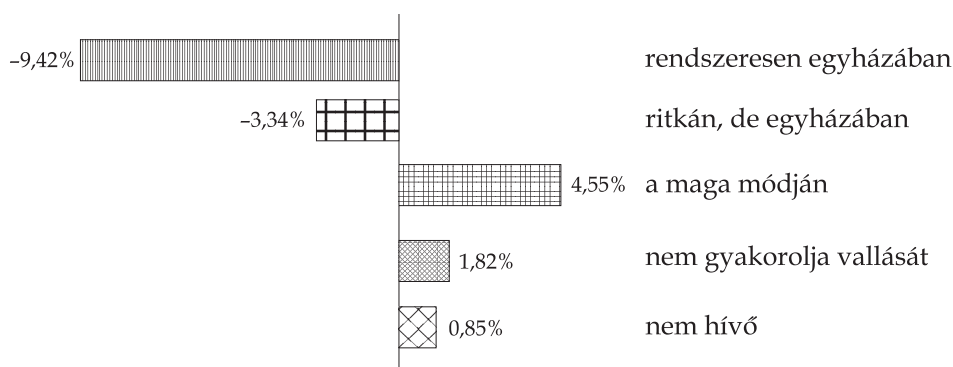 –9,42% rendszeresen egyházában
–3,34% ritkán, de egyházában
4,55% a maga módján
1,82% nem gyakorolja vallását
0,85% nem hívő